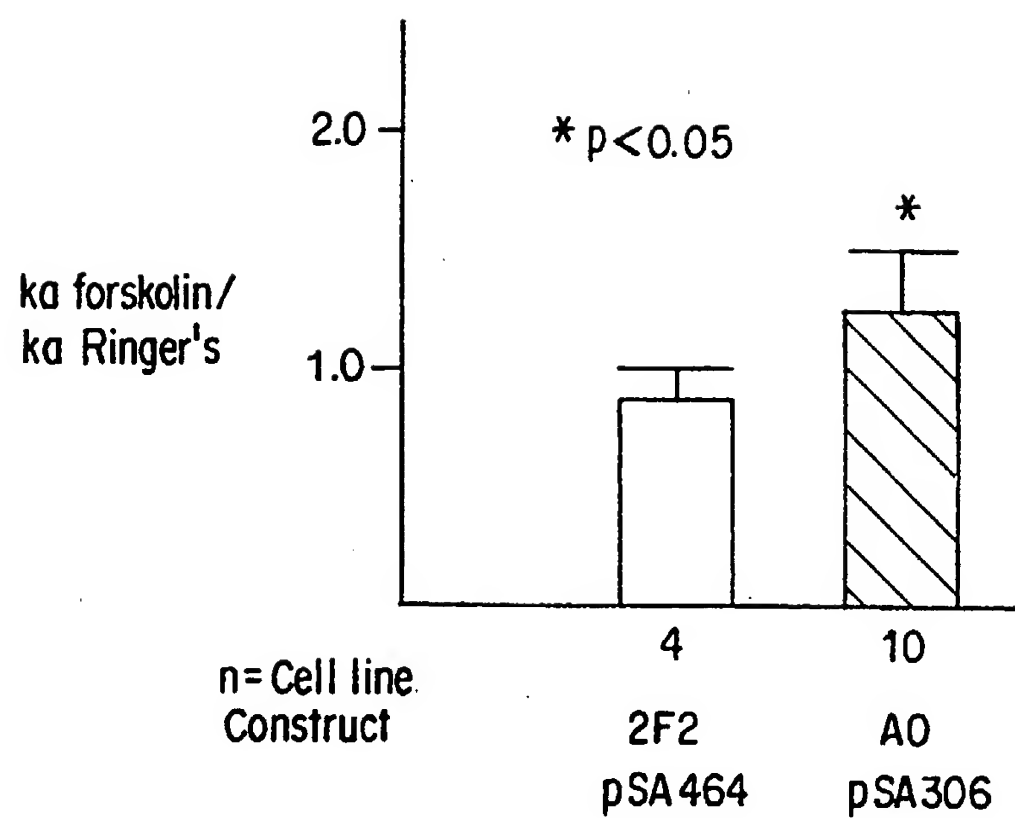 2.0
* p<0.05
*
ka forskolin/
ka Ringer's
1.0
4 10
n=Cell line
Construct
2F2 A0
pSA464 pSA306